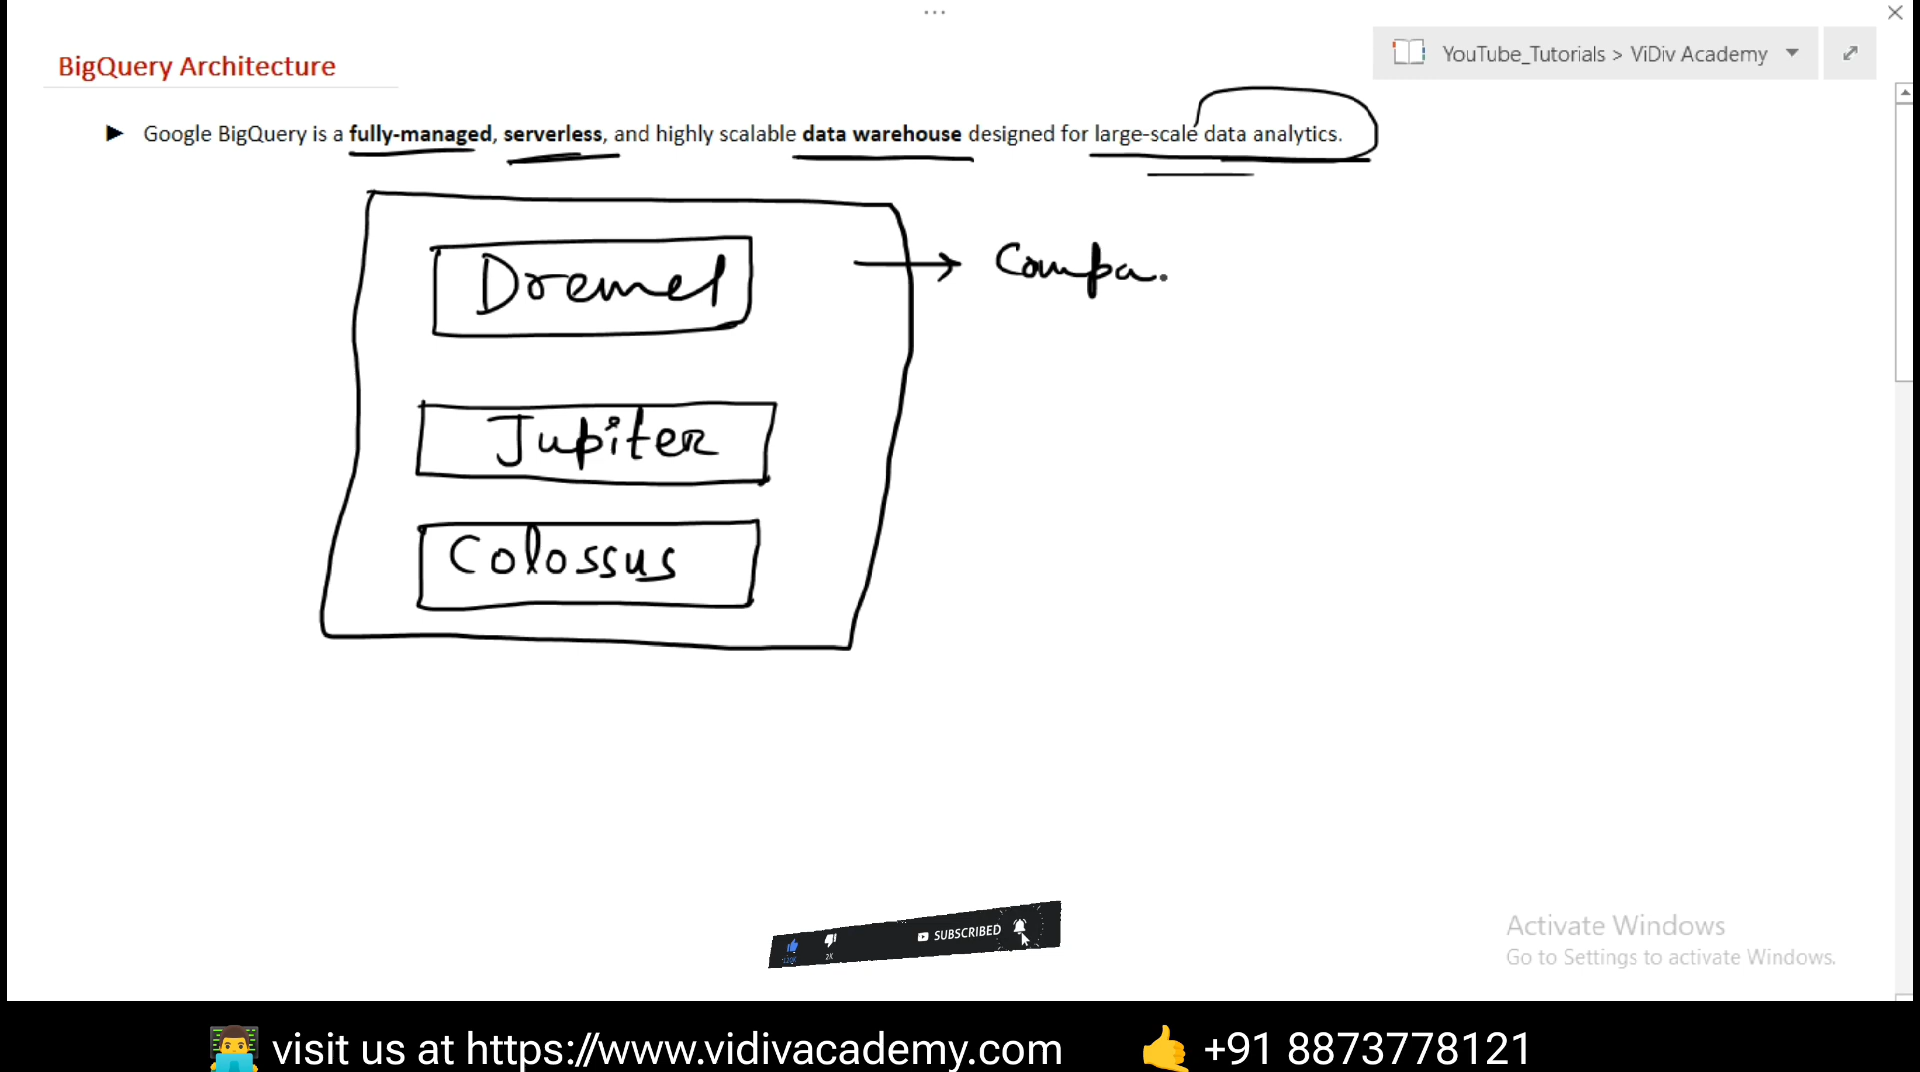 BigQuery Architecture
YouTube_Tutorials > ViDiv Academy
► Google BigQuery is a fully-managed, serverless, and highly scalable data warehouse designed for large-scale data analytics.
Dremel
Compa.
Jupiter
Colossus
SUBSCRIBED
2K
Activate Windows
Go to Settings to activate Windows.
visit us at https://www.vidivacademy.com
+91 8873778121